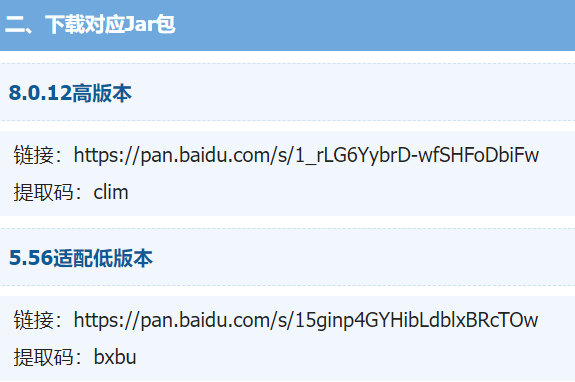 二、下载对应Jar包
8.0.12高版本
链接：https://pan.baidu.com/s/1_rLG6YybrD-wfSHFoDbiFw
提取码：clim
5.56适配低版本
链接：https://pan.baidu.com/s/15ginp4GYHibLdblxBRcTOw
提取码：bxbu